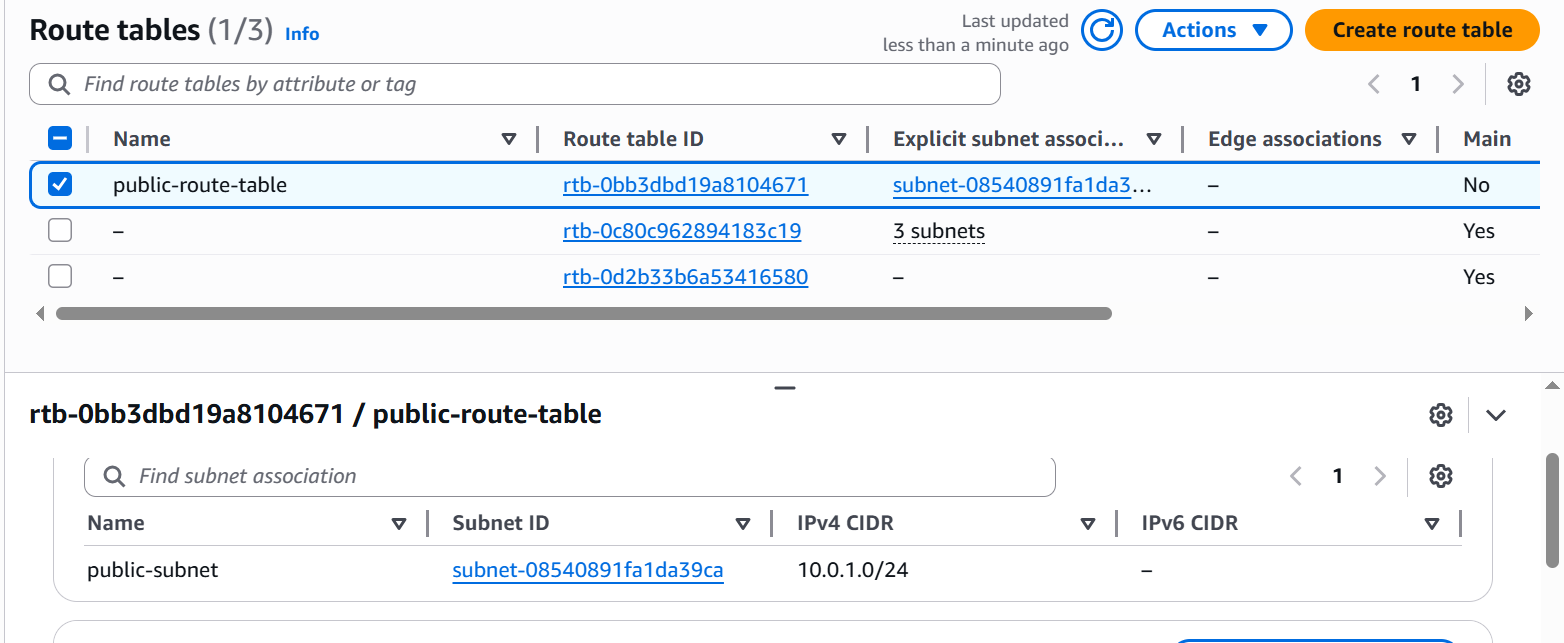 Route tables (1/3) Info
Last updated
less than a minute ago
Actions
Create route table
Find route tables by attribute or tag
1
Name Route table ID Explicit subnet associ... Edge associations Main
public-route-table rtb-0bb3dbd19a8104671 subnet-08540891fa1da3... – No
– rtb-0c80c962894183c19 3 subnets – Yes
– rtb-0d2b33b6a53416580 – – Yes
rtb-0bb3dbd19a8104671 / public-route-table
Find subnet association
1
Name Subnet ID IPv4 CIDR IPv6 CIDR
public-subnet subnet-08540891fa1da39ca 10.0.1.0/24 –